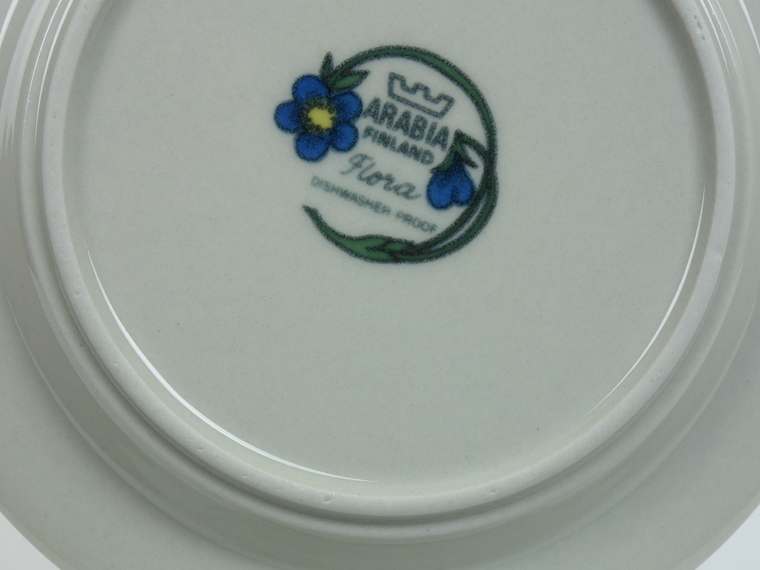 ARABIA
FINLAND
Flora
DISHWASHER PROOF